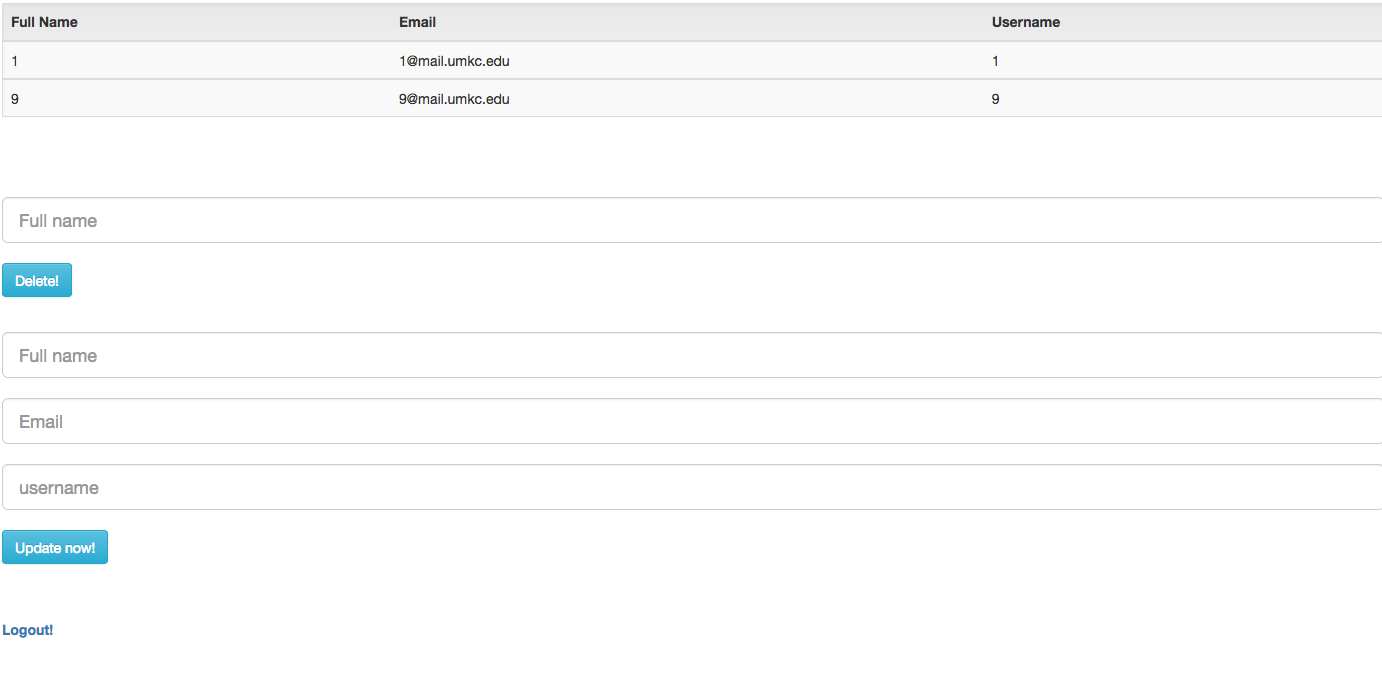 Full Name Email Username
1 1@mail.umkc.edu 1
9 9@mail.umkc.edu 9
Full name
Delete!
Full name
Email
username
Update now!
Logout!